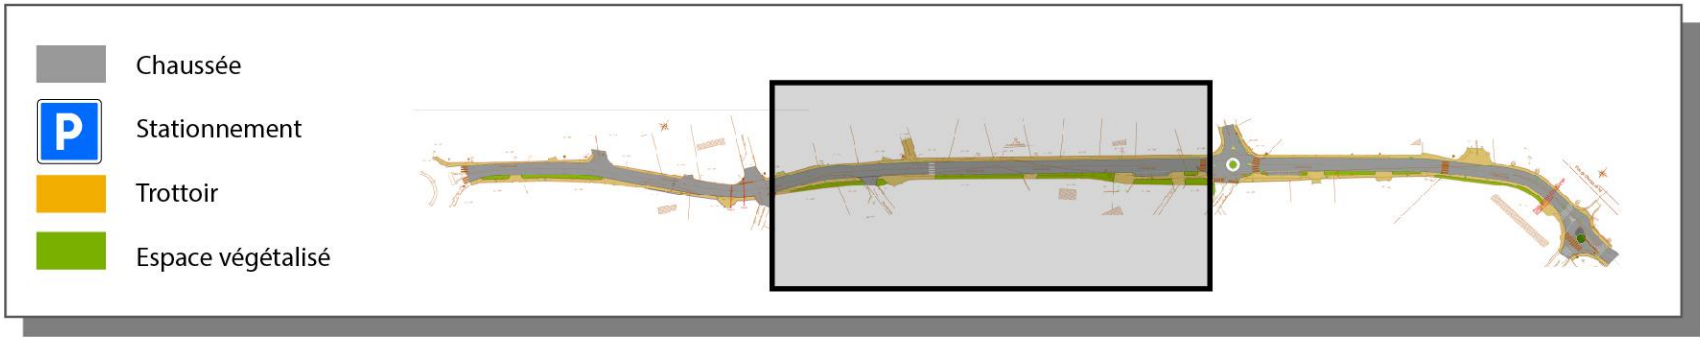 Chaussée
P
Stationnement
Trottoir
Espace végétalisé